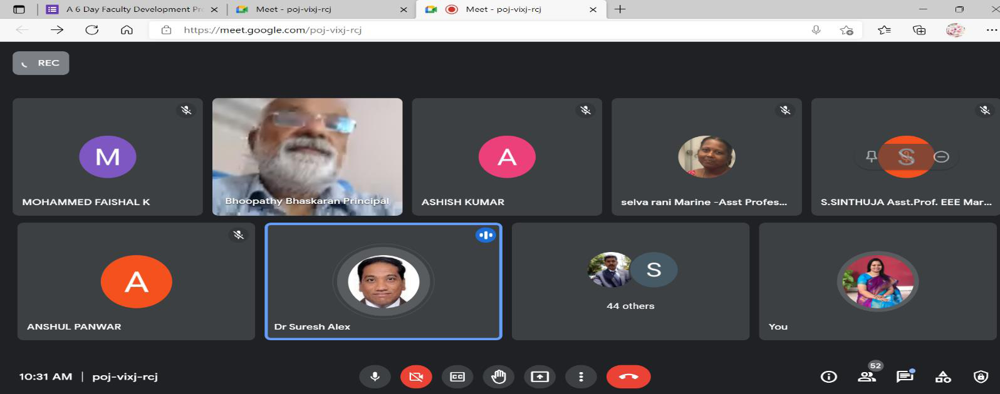 A 6 Day Faculty Development Pr
Meet - poj-vixj-rcj
Meet - poj-vixj-rcj
https://meet.google.com/poj-vixj-rcj
REC
M
MOHAMMED FAISHAL K
Bhoopathy Bhaskaran Principal
A
ASHISH KUMAR
selva rani Marine -Asst Profes...
S
S.SINTHUJA Asst.Prof. EEE Mar...
A
ANSHUL PANWAR
Dr Suresh Alex
S
44 others
You
10:31 AM | poj-vixj-rcj
CC
52